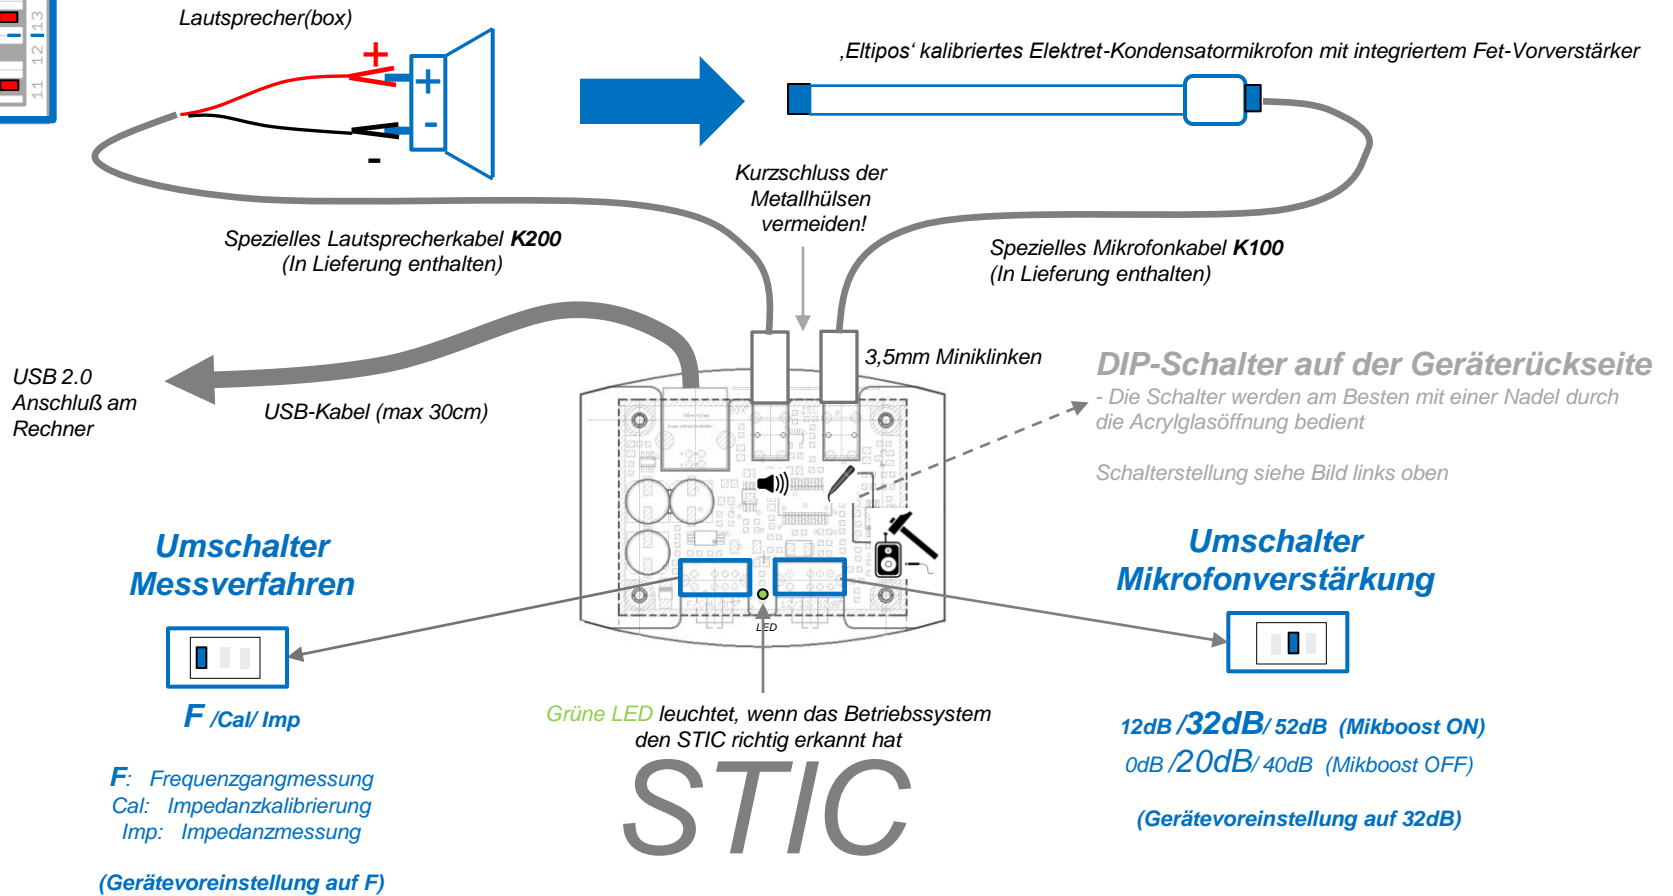 13
12
11
Lautsprecher(box)
+
+
-
-
‚Eltipos‘ kalibriertes Elektret-Kondensatormikrofon mit integriertem Fet-Vorverstärker
Kurzschluss der
Metallhülsen
vermeiden!
Spezielles Lautsprecherkabel K200
(In Lieferung enthalten)
Spezielles Mikrofonkabel K100
(In Lieferung enthalten)
USB 2.0
Anschluß am
Rechner
USB-Kabel (max 30cm)
3,5mm Miniklinken
DIP-Schalter auf der Geräterückseite
- Die Schalter werden am Besten mit einer Nadel durch
die Acrylglasöffnung bedient
Schalterstellung siehe Bild links oben
Umschalter
Messverfahren
F /Cal/ Imp
F: Frequenzgangmessung
Cal: Impedanzkalibrierung
Imp: Impedanzmessung
(Gerätevoreinstellung auf F)
LED
Grüne LED leuchtet, wenn das Betriebssystem
den STIC richtig erkannt hat
STIC
Umschalter
Mikrofonverstärkung
12dB /32dB/ 52dB (Mikboost ON)
0dB /20dB/ 40dB (Mikboost OFF)
(Gerätevoreinstellung auf 32dB)